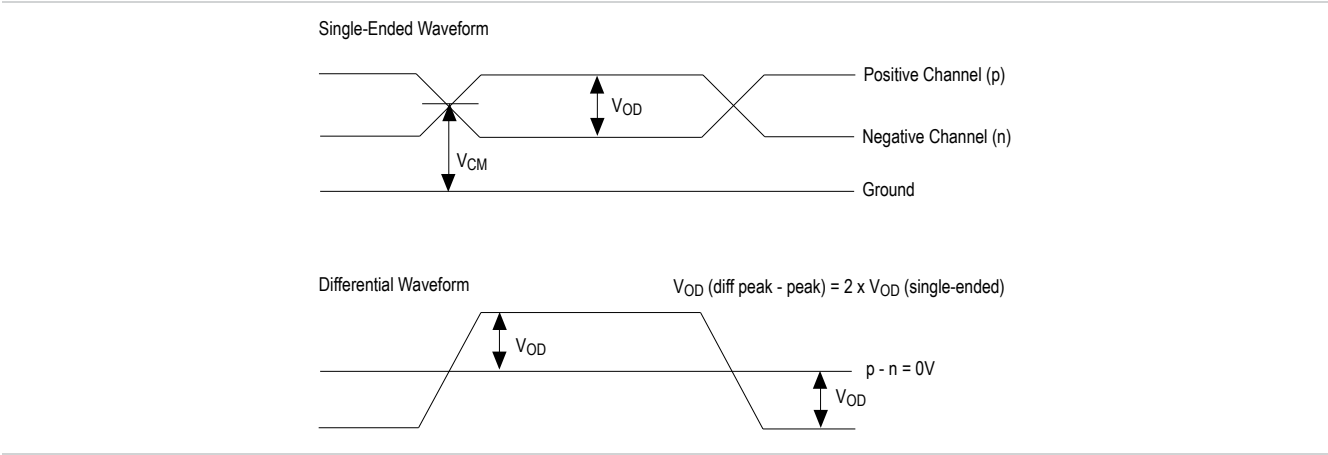 Single-Ended Waveform
Positive Channel (p)
VOD
Negative Channel (n)
VCM
Ground
Differential Waveform
VOD (diff peak - peak) = 2 x VOD (single-ended)
VOD
p - n = 0V
VOD